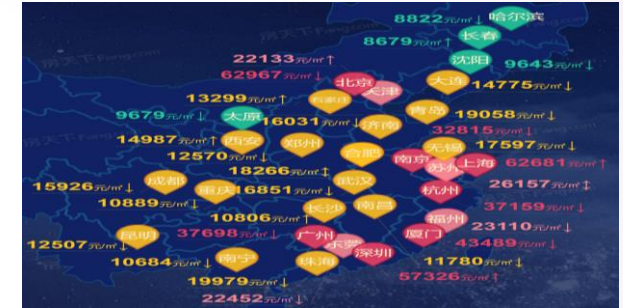 8822元/㎡↓ 哈尔滨
8679元/㎡↑ 长春
22133元/㎡↑ 沈阳 9643元/㎡↓
62967元/㎡↓ 北京 天津 大连 14775元/㎡↓
13299元/㎡↑ 石家庄
9679元/㎡↓ 太原 16031元/㎡↓ 济南 青岛 19058元/㎡↓
32815元/㎡↓
14987元/㎡↑ 西安 郑州 合肥 无锡 17597元/㎡↓
12570元/㎡↓ 南京 苏州 上海 62681元/㎡↑
18266元/㎡↕
15926元/㎡↓ 成都 重庆 16851元/㎡↓ 武汉 杭州 26157元/㎡↕
10889元/㎡↓ 37159元/㎡↓
10806元/㎡↑ 长沙 南昌 福州
37698元/㎡↓ 23110元/㎡↓
昆明 广州 东莞 厦门
12507元/㎡↓ 43489元/㎡↓
10684元/㎡↓ 南宁 珠海 深圳 11780元/㎡↓
19979元/㎡↓ 57326元/㎡↑
22452元/㎡↓